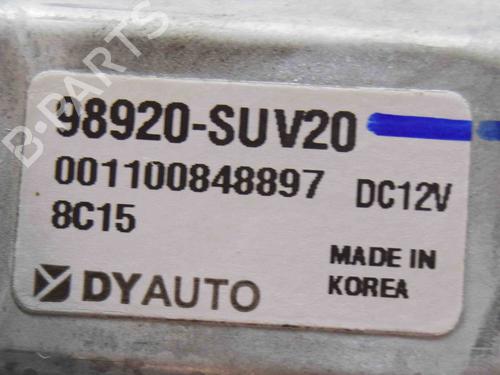 98920-SUV20
001100848897 DC12V
8C15
MADE IN
KOREA
DYAUTO
B-PARTS